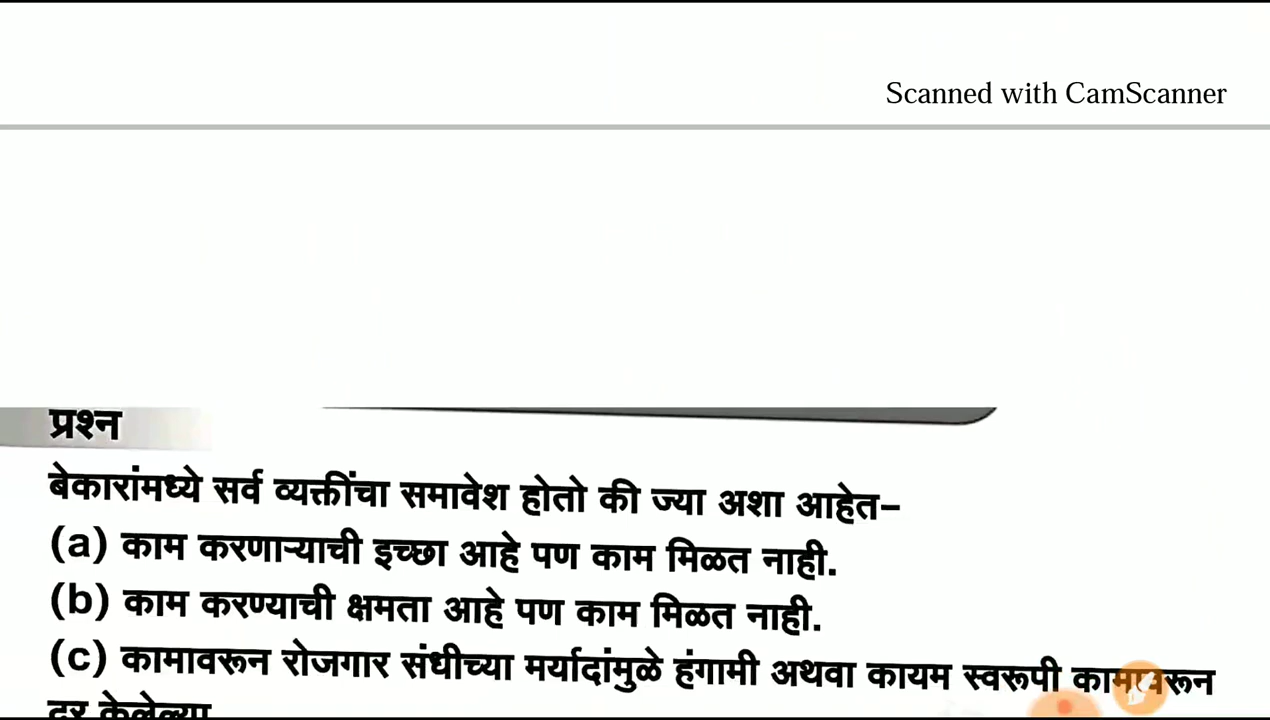 Scanned with CamScanner
प्रश्न
बेकारांमध्ये सर्व व्यक्तींचा समावेश होतो की ज्या अशा आहेत–
(a) काम करणाऱ्याची इच्छा आहे पण काम मिळत नाही.
(b) काम करण्याची क्षमता आहे पण काम मिळत नाही.
(c) कामावरून रोजगार संधीच्या मर्यादांमुळे हंगामी अथवा कायम स्वरूपी कामावरून
दूर केलेल्या